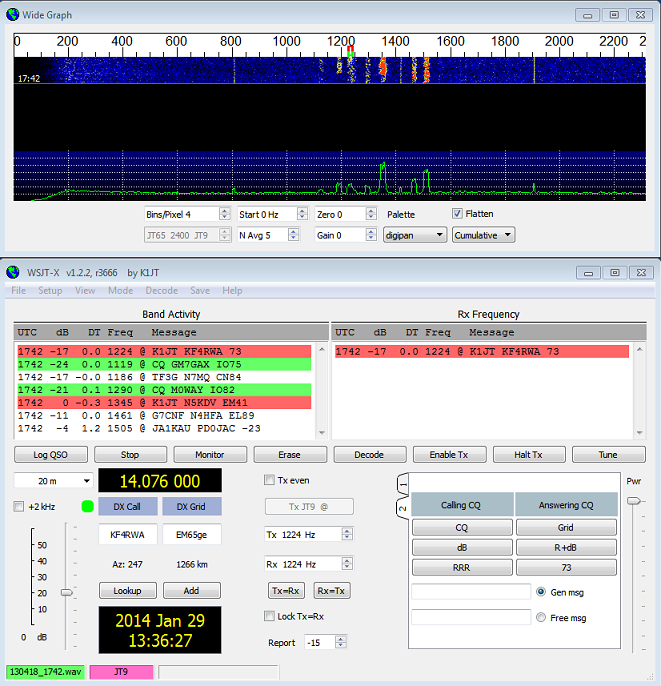 Wide Graph
0 200 400 600 800 1000 1200 1400 1600 1800 2000 2200
17:42
Bins/Pixel 4 Start 0 Hz Zero 0 Palette Flatten
JT65 2400 JT9 N Avg 5 Gain 0 digipan Cumulative
WSJT-X v1.2.2, r3666 by K1JT
File Setup View Mode Decode Save Help
Band Activity Rx Frequency
UTC dB DT Freq Message UTC dB DT Freq Message
1742 -17 0.0 1224 @ K1JT KF4RWA 73 1742 -17 0.0 1224 @ K1JT KF4RWA 73
1742 -24 0.0 1119 @ CQ GM7GAX IO75
1742 -17 -0.0 1186 @ TF3G N7MQ CN84
1742 -21 0.1 1290 @ CQ M0WAY IO82
1742 0 -0.3 1345 @ K1JT N5KDV EM41
1742 -11 0.0 1461 @ G7CNF N4HFA EL89
1742 -4 1.2 1505 @ JA1KAU PD0JAC -23
Log QSO Stop Monitor Erase Decode Enable Tx Halt Tx Tune
20 m 14.076 000 Tx even 1 Pwr
+2 kHz DX Call DX Grid Tx JT9 @ 2 Calling CQ Answering CQ
KF4RWA EM65ge Tx 1224 Hz CQ Grid
50 dB R+dB
40 Az: 247 1266 km Rx 1224 Hz RRR 73
30
20 Lookup Add Tx=Rx Rx=Tx Gen msg
10 2014 Jan 29 Lock Tx=Rx Free msg
0 dB 13:36:27 Report -15
130418_1742.wav JT9